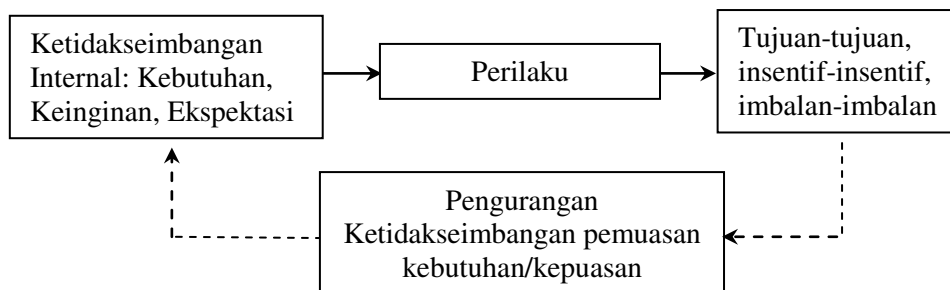 Ketidakseimbangan
Internal: Kebutuhan,
Keinginan, Ekspektasi
Perilaku
Tujuan-tujuan,
insentif-insentif,
imbalan-imbalan
Pengurangan
Ketidakseimbangan pemuasan
kebutuhan/kepuasan